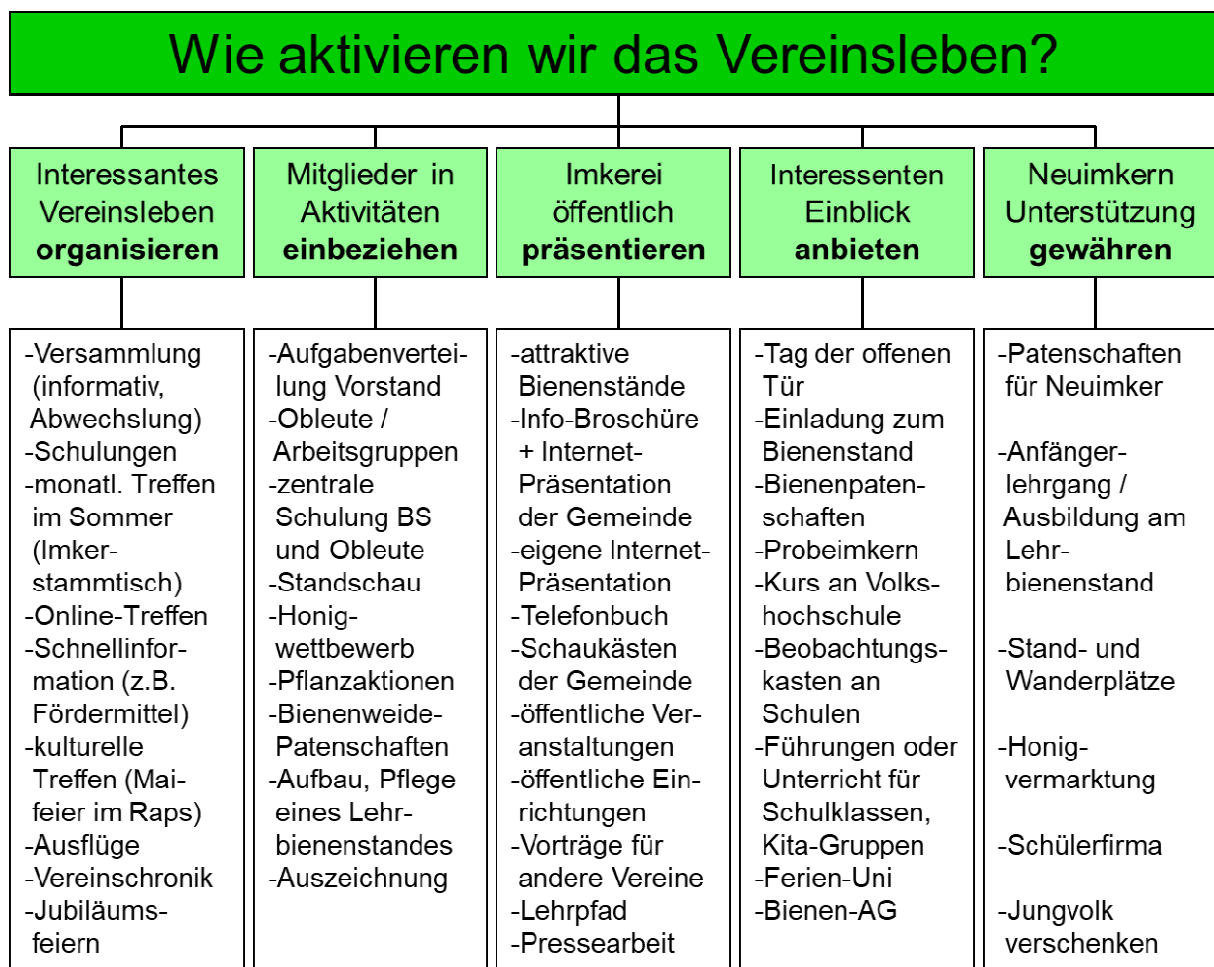 Wie aktivieren wir das Vereinsleben?
Interessantes
Vereinsleben
organisieren
Mitglieder in
Aktivitäten
einbeziehen
Imkerei
öffentlich
präsentieren
Interessenten
Einblick
anbieten
Neuimkern
Unterstützung
gewähren
-Versammlung
(informativ,
Abwechslung)
-Schulungen
-monatl. Treffen
im Sommer
(Imker-
stammtisch)
-Online-Treffen
-Schnellinfor-
mation (z.B.
Fördermittel)
-kulturelle
Treffen (Mai-
feier im Raps)
-Ausflüge
-Vereinschronik
-Jubiläums-
feiern
-Aufgabenvertei-
lung Vorstand
-Obleute /
Arbeitsgruppen
-zentrale
Schulung BS
und Obleute
-Standschau
-Honig-
wettbewerb
-Pflanzaktionen
-Bienenweide-
Patenschaften
-Aufbau, Pflege
eines Lehr-
bienenstandes
-Auszeichnung
-attraktive
Bienenstände
-Info-Broschüre
+ Internet-
Präsentation
der Gemeinde
-eigene Internet-
Präsentation
-Telefonbuch
-Schaukästen
der Gemeinde
-öffentliche Ver-
anstaltungen
-öffentliche Ein-
richtungen
-Vorträge für
andere Vereine
-Lehrpfad
-Pressearbeit
-Tag der offenen
Tür
-Einladung zum
Bienenstand
-Bienenpaten-
schaften
-Probeimkern
-Kurs an Volks-
hochschule
-Beobachtungs-
kasten an
Schulen
-Führungen oder
Unterricht für
Schulklassen,
Kita-Gruppen
-Ferien-Uni
-Bienen-AG
-Patenschaften
für Neuimker
-Anfänger-
lehrgang /
Ausbildung am
Lehr-
bienenstand
-Stand- und
Wanderplätze
-Honig-
vermarktung
-Schülerfirma
-Jungvolk
verschenken